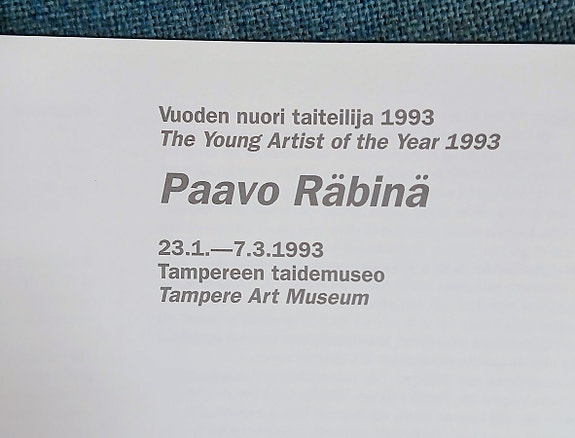 Vuoden nuori taiteilija 1993
The Young Artist of the Year 1993
Paavo Räbinä
23.1.—7.3.1993
Tampereen taidemuseo
Tampere Art Museum